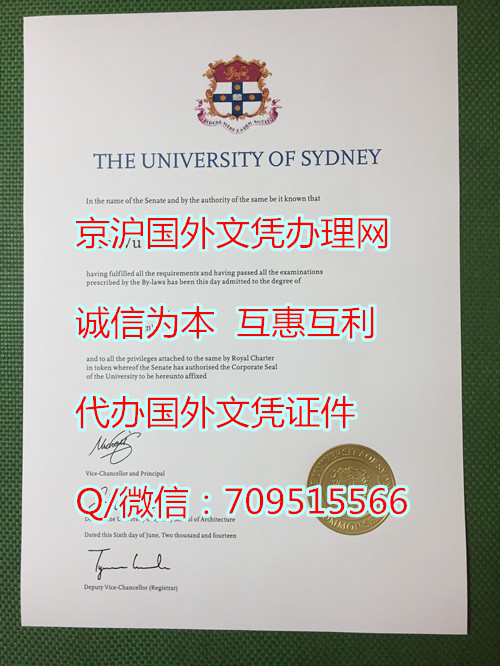 SIDERE MENS EADEM MUTATO
THE UNIVERSITY OF SYDNEY
In the name of the Senate and by the authority of the same be it known that
京沪国外文凭办理网
having fulfilled all the requirements and having passed all the examinations
prescribed by the By-laws has been this day admitted to the degree of
诚信为本 互惠互利
and to all the privileges attached to the same by Royal Charter
in token whereof the Senate has authorised the Corporate Seal
of the University to be hereunto affixed
代办国外文凭证件
Vice-Chancellor and Principal
Q/微信：709515566
of Architecture
Dated this Sixth day of June, Two thousand and fourteen
Deputy Vice-Chancellor (Registrar)